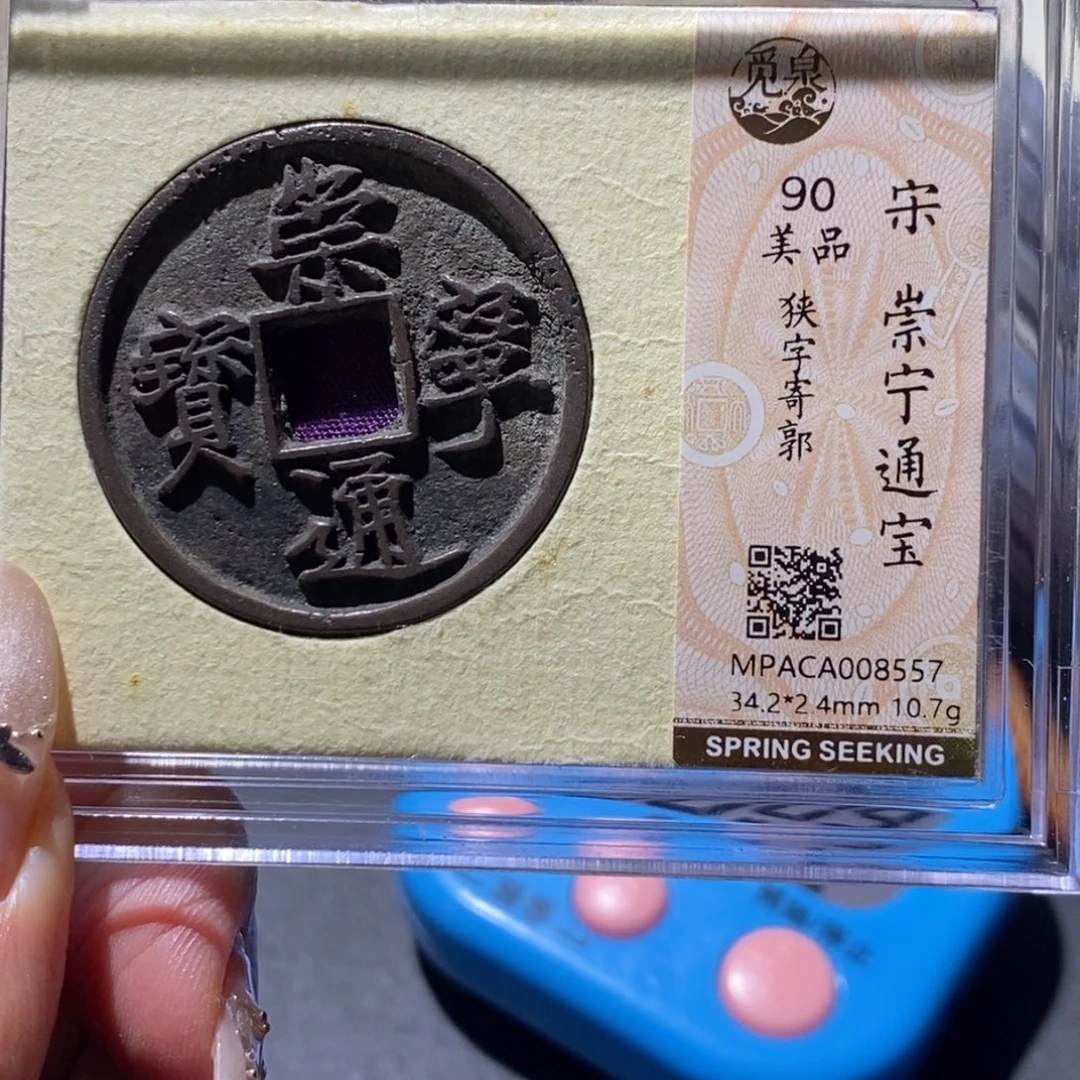 崇寧通寳
觅泉
90
美品
狭字寄郭
宋 崇宁通宝
MPACA008557
34.2*2.4mm 10.7g
SPRING SEEKING